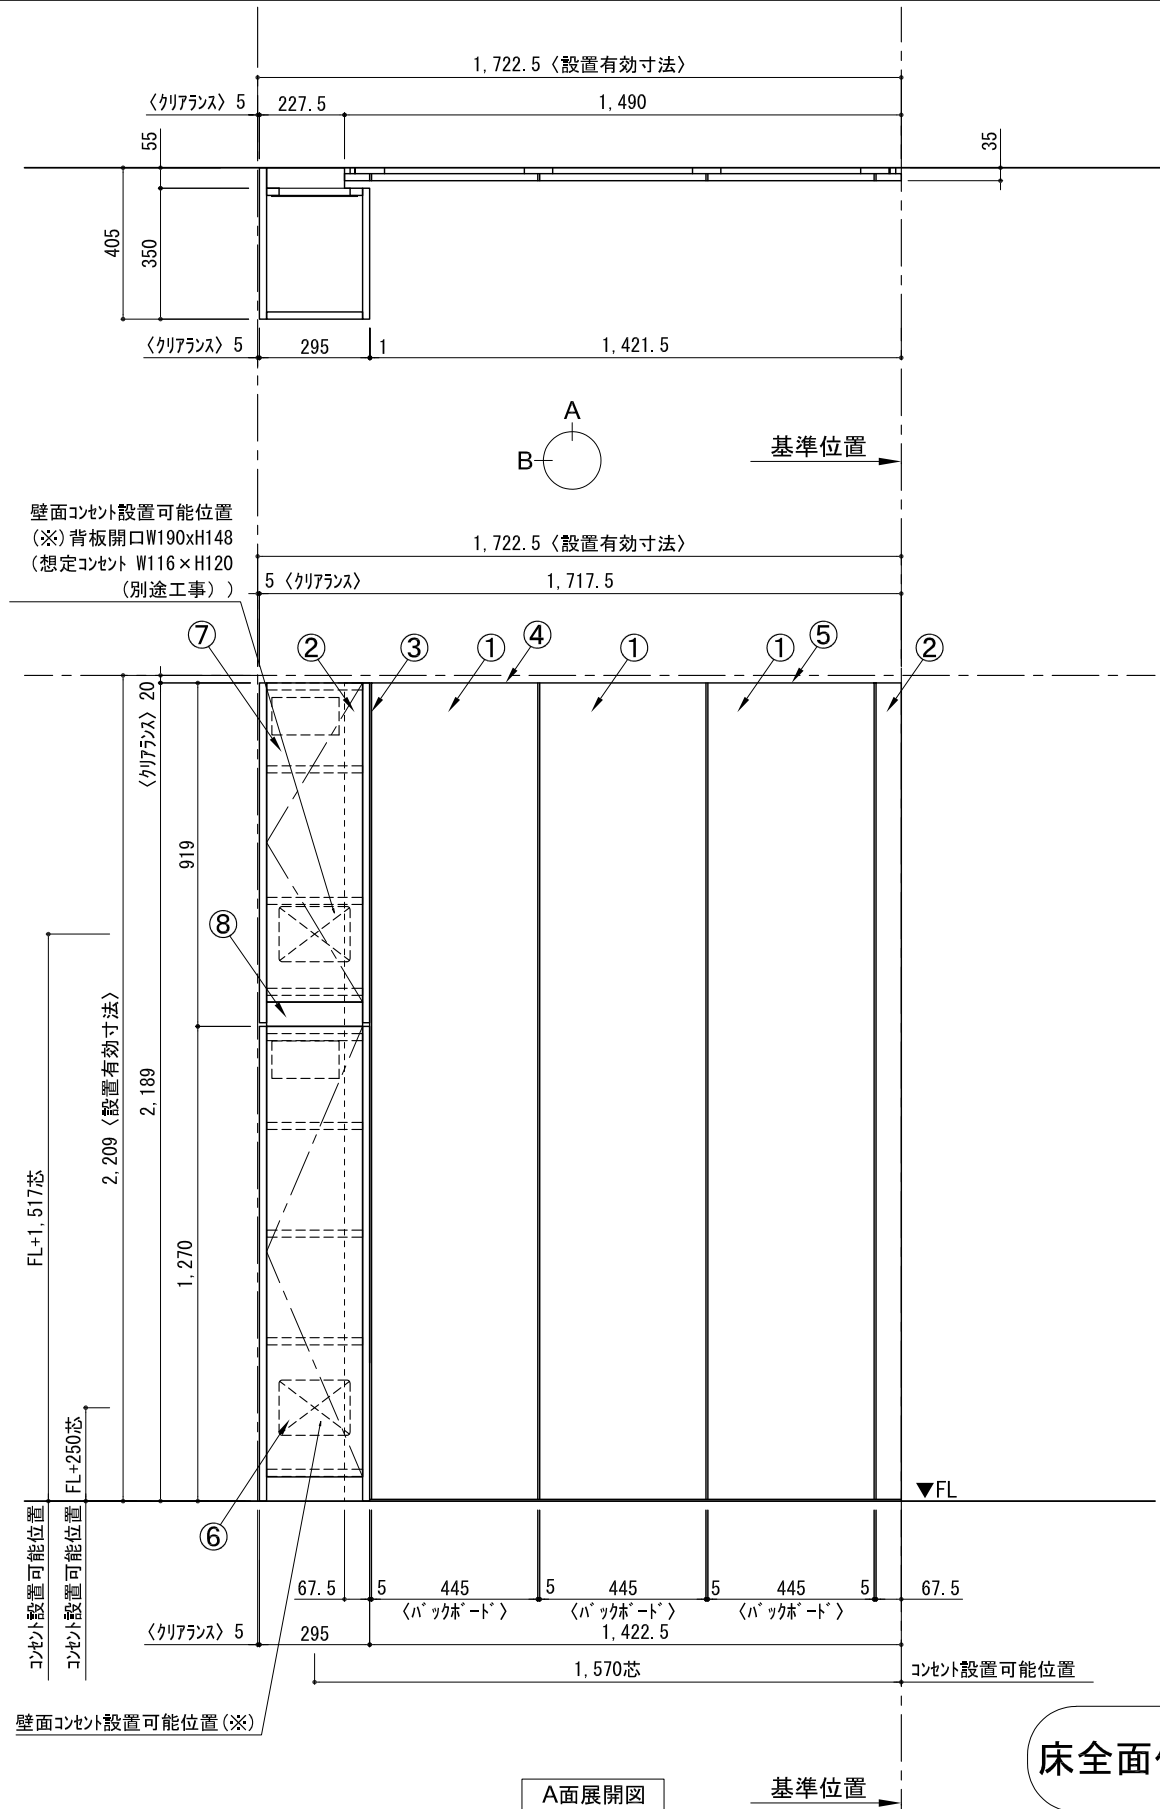 1,722.5〈設置有効寸法〉
〈クリアランス〉5
227.5
1,490
55
35
405
350
〈クリアランス〉5
295
1
1,421.5
A
B
基準位置
壁面コンセント設置可能位置
(※)背板開口W190xH148
(想定コンセント W116×H120
(別途工事))
1,722.5〈設置有効寸法〉
5〈クリアランス〉
1,717.5
⑦
②
③
①
④
①
①
⑤
②
〈クリアランス〉20
919
⑧
2,209〈設置有効寸法〉
2,189
FL+1,517芯
1,270
FL+250芯
▼FL
コンセント設置可能位置
コンセント設置可能位置
⑥
67.5
5
445
5
445
5
445
5
67.5
〈バックボード〉
〈バックボード〉
〈バックボード〉
〈クリアランス〉5
295
1,422.5
1,570芯
コンセント設置可能位置
壁面コンセント設置可能位置(※)
床全面
A面展開図
基準位置